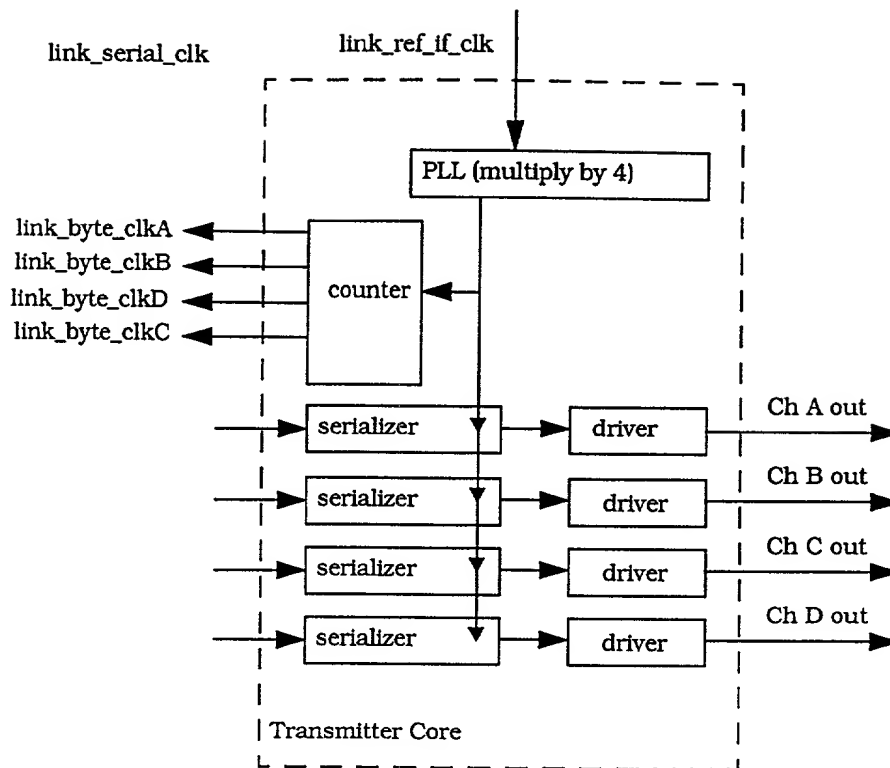 link_serial_clk
link_ref_if_clk
PLL (multiply by 4)
link_byte_clkA
link_byte_clkB
link_byte_clkD
link_byte_clkC
counter
serializer
driver
Ch A out
serializer
driver
Ch B out
serializer
driver
Ch C out
serializer
driver
Ch D out
Transmitter Core